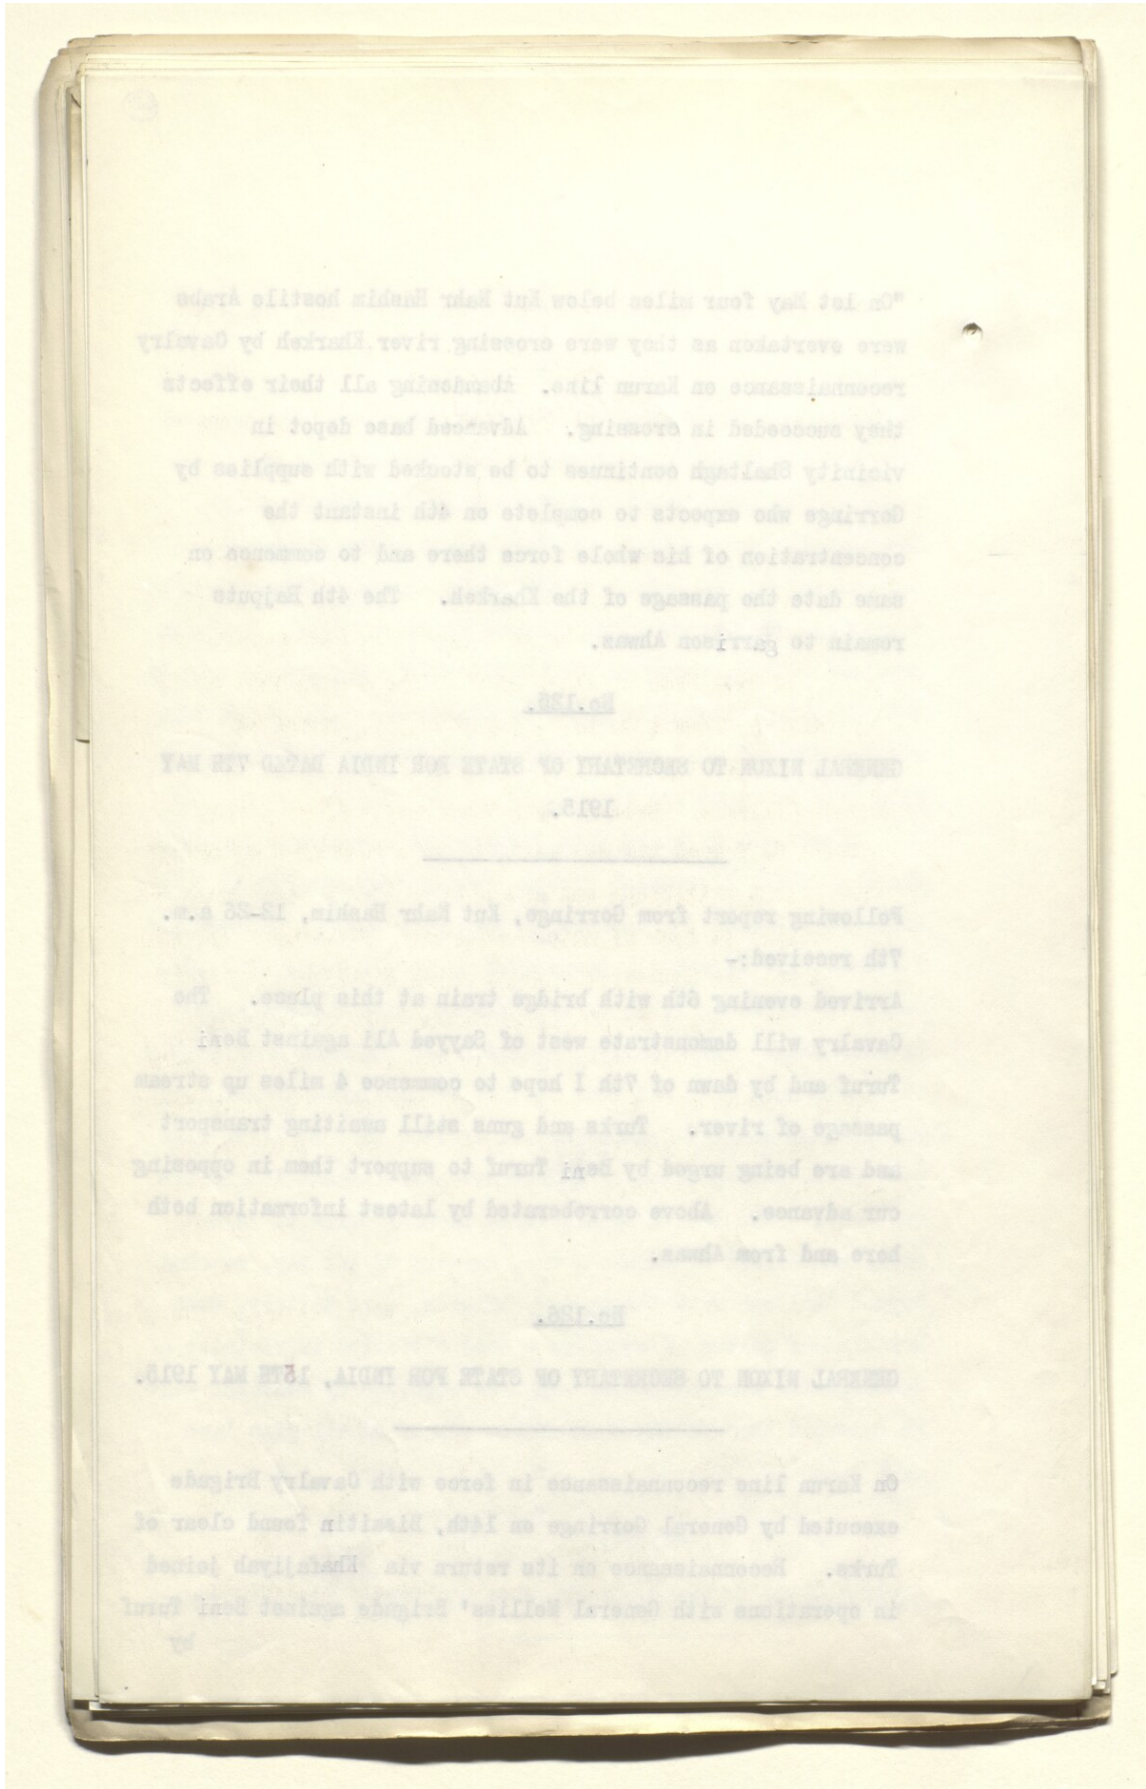 "On 1st May four miles below Kut Nahr Hashim hostile Arabs
were overtaken as they were crossing river Kharkeh by Cavalry
reconnaissance on Karun line. Abandoning all their effects
they succeeded in crossing. Advanced base depot in
vicinity Shaltagh continues to be stocked with supplies by
Gorringe who expects to complete on 4th instant the
concentration of his whole force there and to commence on
same date the passage of the Kharkeh. The 4th Rajputs
remain to garrison Ahwaz.
No.125.
GENERAL NIXON TO SECRETARY OF STATE FOR INDIA DATED 7TH MAY
1915.
Following report from Gorringe, Kut Nahr Hashim, 12-35 a.m.
7th received:-
Arrived evening 6th with bridge train at this place. The
Cavalry will demonstrate west of Sayyed Ali against Beni
Turuf and by dawn of 7th I hope to commence 4 miles up stream
passage of river. Turks and guns still awaiting transport
and are being urged by Beni Turuf to support them in opposing
our advance. Above corroborated by latest information both
here and from Ahwaz.
No.126.
GENERAL NIXON TO SECRETARY OF STATE FOR INDIA, 15TH MAY 1915.
On Karun line reconnaissance in force with Cavalry Brigade
executed by General Gorringe on 14th, Bisaitin found clear of
Turks. Reconnaissance on its return via Khafajiyah joined
in operations with General Melliss' Brigade against Beni Turuf
by